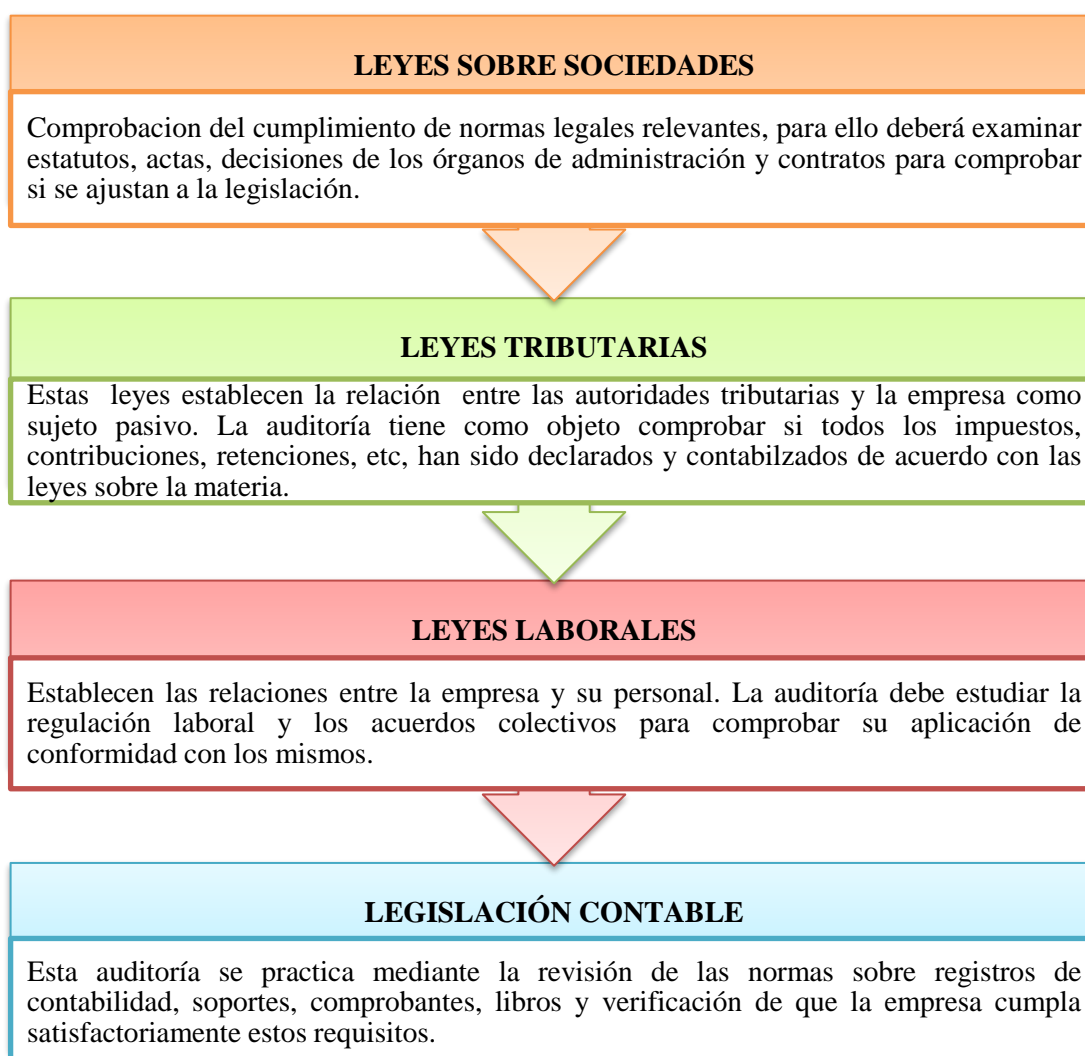 LEYES SOBRE SOCIEDADES
Comprobacion del cumplimiento de normas legales relevantes, para ello deberá examinar
estatutos, actas, decisiones de los órganos de administración y contratos para comprobar
si se ajustan a la legislación.
LEYES TRIBUTARIAS
Estas leyes establecen la relación entre las autoridades tributarias y la empresa como
sujeto pasivo. La auditoría tiene como objeto comprobar si todos los impuestos,
contribuciones, retenciones, etc, han sido declarados y contabilzados de acuerdo con las
leyes sobre la materia.
LEYES LABORALES
Establecen las relaciones entre la empresa y su personal. La auditoría debe estudiar la
regulación laboral y los acuerdos colectivos para comprobar su aplicación de
conformidad con los mismos.
LEGISLACIÓN CONTABLE
Esta auditoría se practica mediante la revisión de las normas sobre registros de
contabilidad, soportes, comprobantes, libros y verificación de que la empresa cumpla
satisfactoriamente estos requisitos.